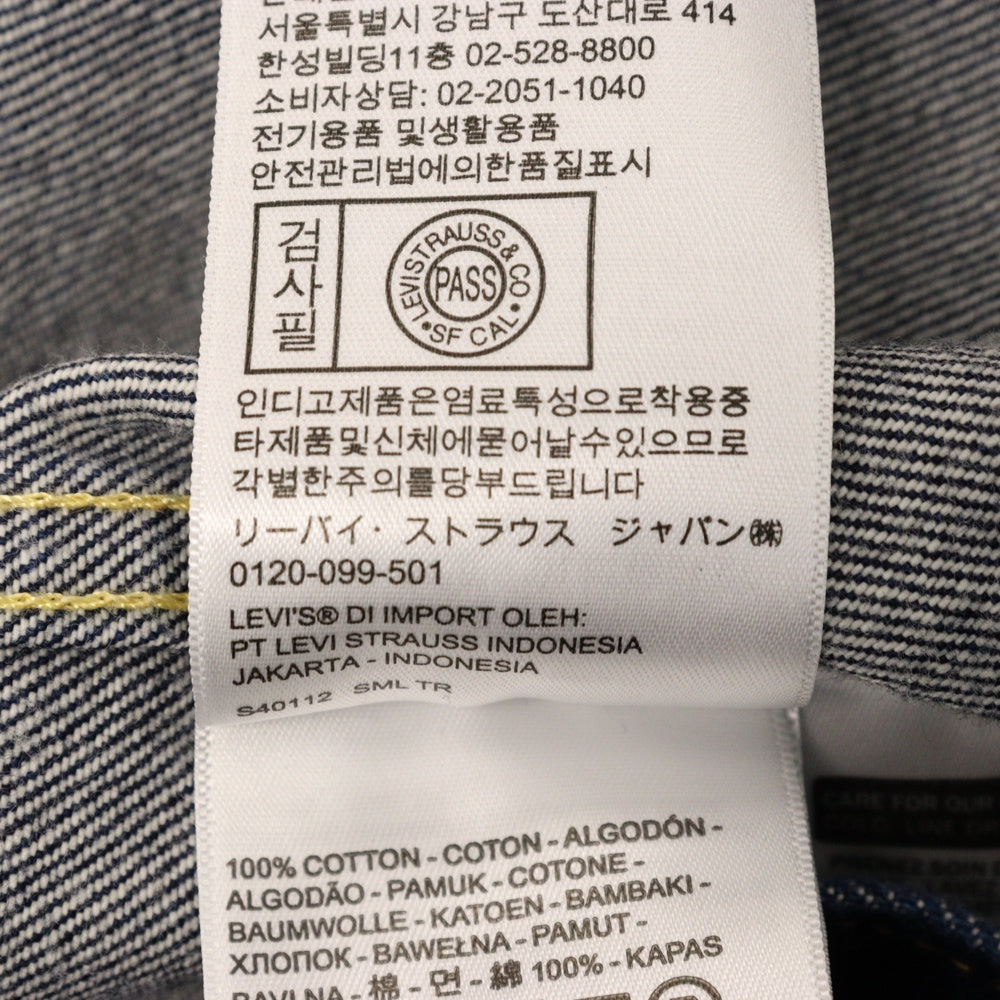 서울특별시 강남구 도산대로 414
한성빌딩11층 02-528-8800
소비자상담: 02-2051-1040
전기용품 및생활용품
안전관리법에의한품질표시
검사필
LEVI STRAUSS & CO
PASS
• SF CAL •
인디고제품은염료특성으로착용중
타제품및신체에묻어날수있으므로
각별한주의를당부드립니다
リーバイ・ストラウス ジャパン㈱
0120-099-501
LEVI'S® DI IMPORT OLEH:
PT LEVI STRAUSS INDONESIA
JAKARTA - INDONESIA
S40112 SML TR
100% COTTON - COTON - ALGODÓN -
ALGODÃO - PAMUK - COTONE -
BAUMWOLLE - KATOEN - BAMBAKI -
ХЛОПОК - BAWEŁNA - PAMUT -
BAVLNA - 棉 - 면 - 綿 100% - KAPAS
CARE FOR OUR